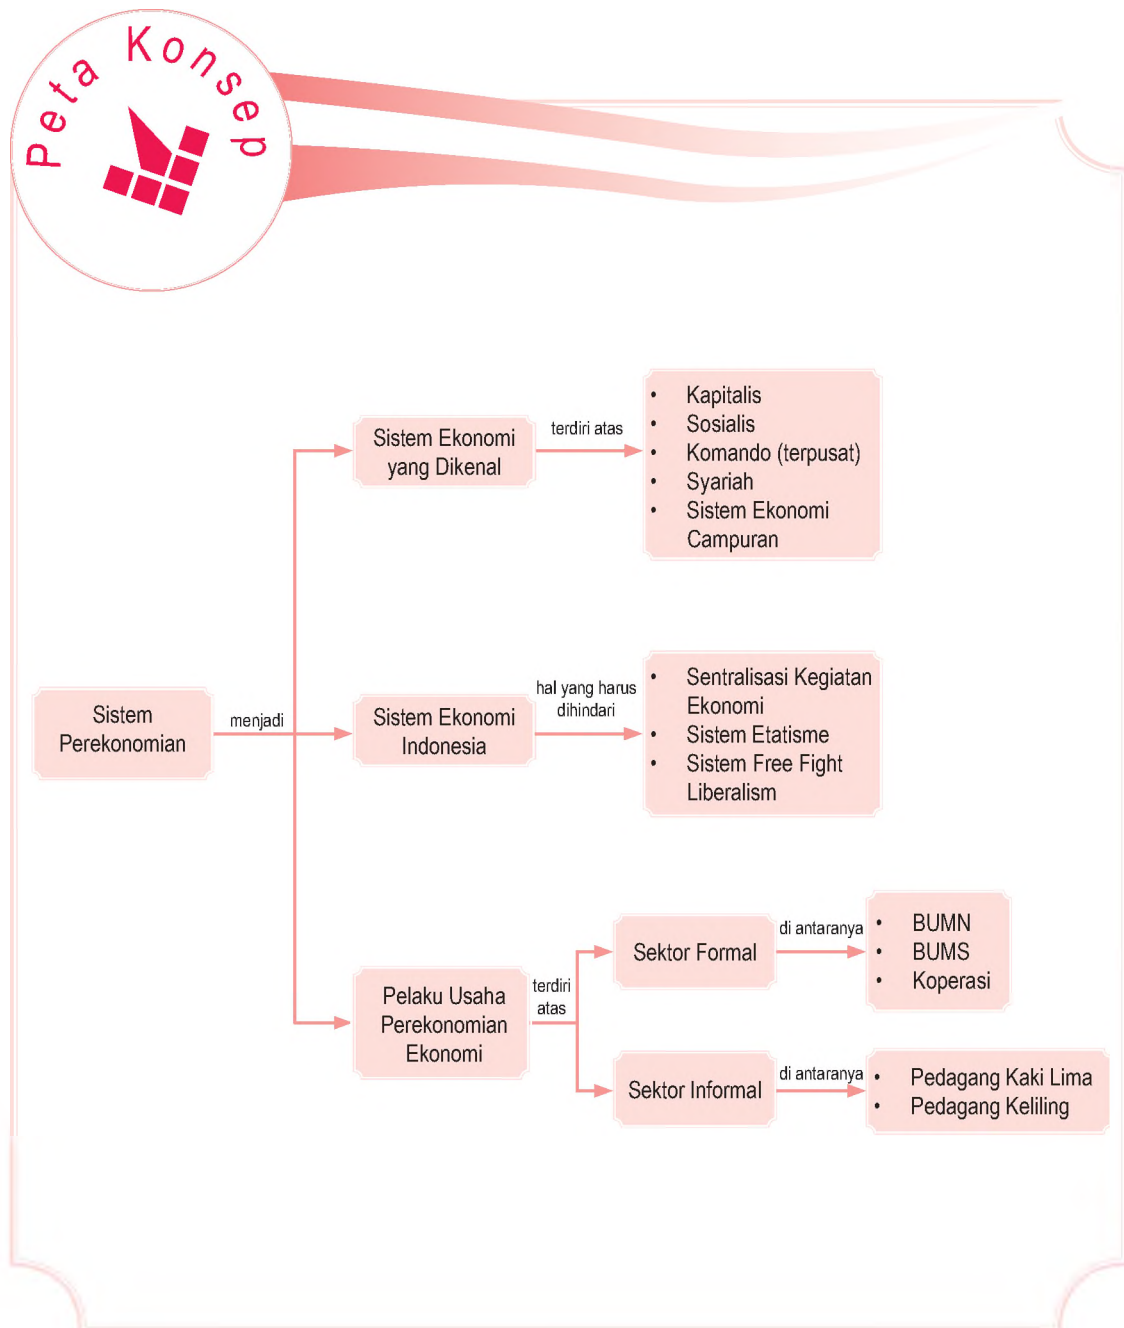 Peta Konsep
Sistem Ekonomi
yang Dikenal
terdiri atas
• Kapitalis
• Sosialis
• Komando (terpusat)
• Syariah
• Sistem Ekonomi
Campuran
Sistem
Perekonomian
menjadi
Sistem Ekonomi
Indonesia
hal yang harus
dihindari
• Sentralisasi Kegiatan
Ekonomi
• Sistem Etatisme
• Sistem Free Fight
Liberalism
Pelaku Usaha
Perekonomian
Ekonomi
terdiri
atas
Sektor Formal
di antaranya
• BUMN
• BUMS
• Koperasi
Sektor Informal
di antaranya
• Pedagang Kaki Lima
• Pedagang Keliling